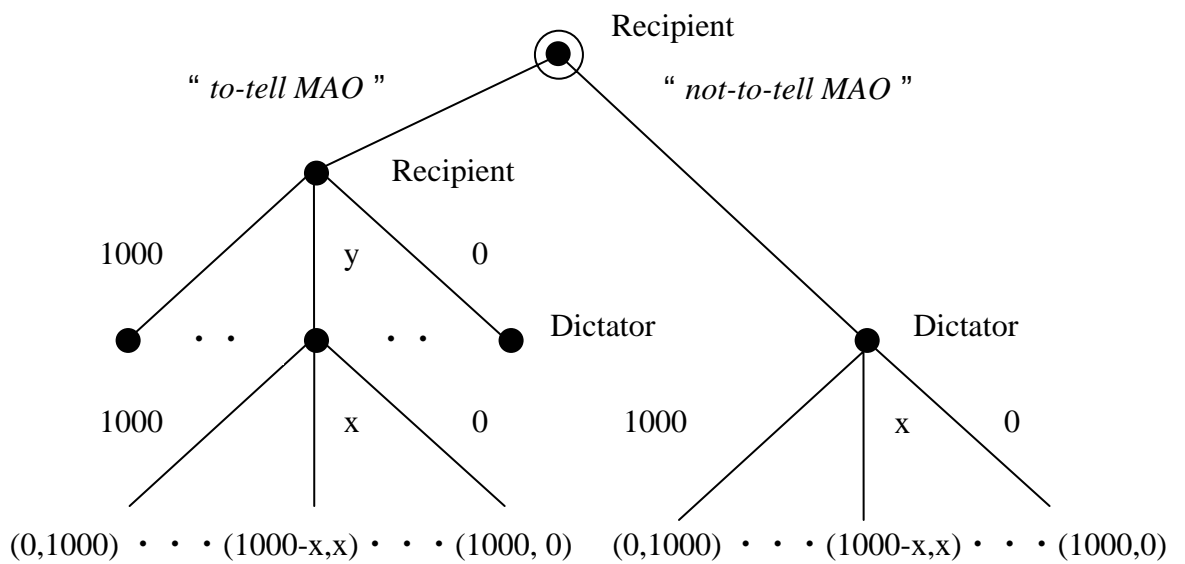 Recipient
“ to-tell MAO ” “ not-to-tell MAO ”
Recipient
1000 y 0
・・ ・・ Dictator Dictator
1000 x 0 1000 x 0
(0,1000) ・・・ (1000-x,x) ・・・ (1000, 0) (0,1000) ・・・ (1000-x,x) ・・・ (1000,0)